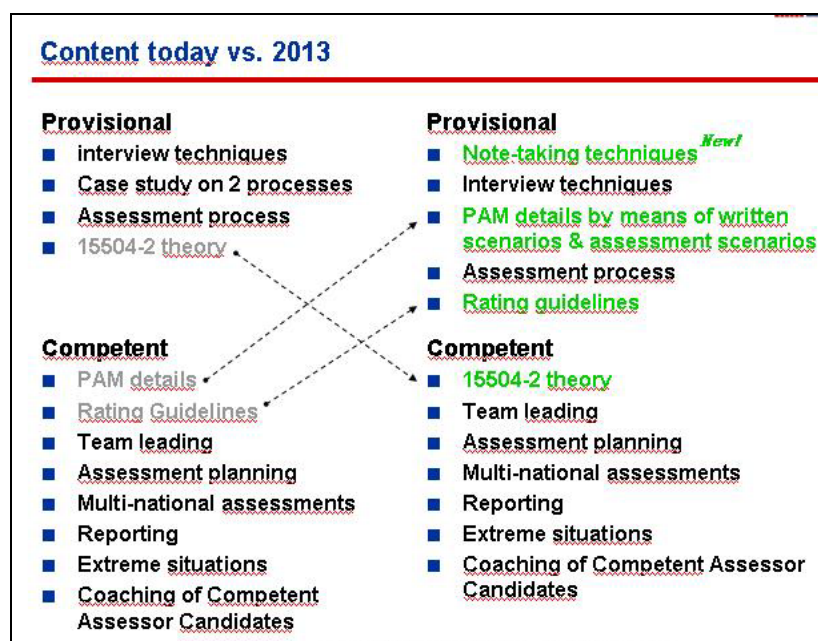 Content today vs. 2013
Provisional
interview techniques
Case study on 2 processes
Assessment process
15504-2 theory
Competent
PAM details
Rating Guidelines
Team leading
Assessment planning
Multi-national assessments
Reporting
Extreme situations
Coaching of Competent
Assessor Candidates
Provisional
Note-taking techniques New!
Interview techniques
PAM details by means of written
scenarios & assessment scenarios
Assessment process
Rating guidelines
Competent
15504-2 theory
Team leading
Assessment planning
Multi-national assessments
Reporting
Extreme situations
Coaching of Competent Assessor
Candidates